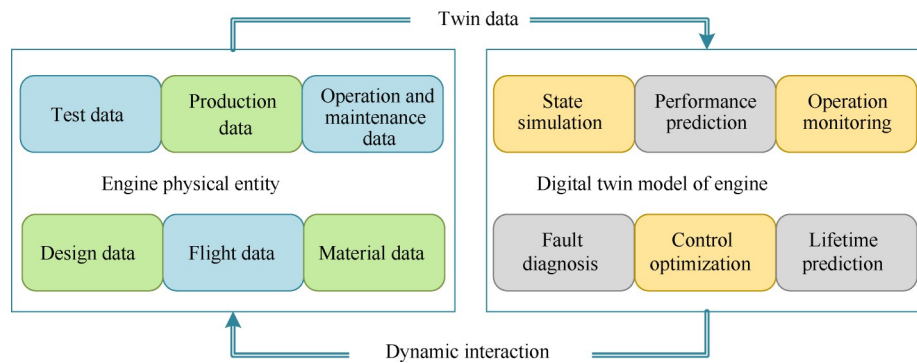 Twin data
Test data
Production
data
Operation and
maintenance
data
State
simulation
Performance
prediction
Operation
monitoring
Engine physical entity
Digital twin model of engine
Design data
Flight data
Material data
Fault
diagnosis
Control
optimization
Lifetime
prediction
Dynamic interaction